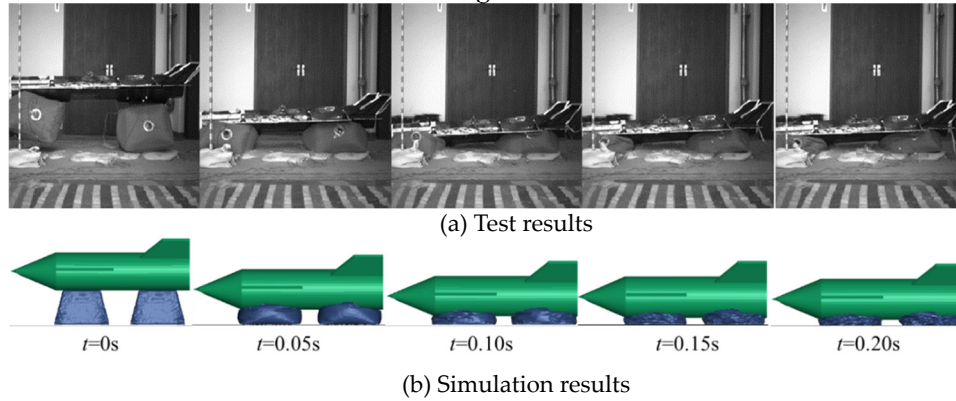 (a) Test results
t=0s
t=0.05s
t=0.10s
t=0.15s
t=0.20s
(b) Simulation results